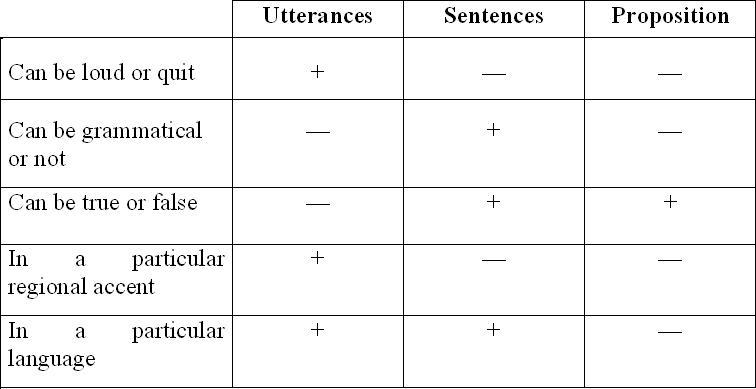 Utterances Sentences Proposition
Can be loud or quit + — —
Can be grammatical
or not — + —
Can be true or false — + +
In a particular
regional accent + — —
In a particular
language + + —